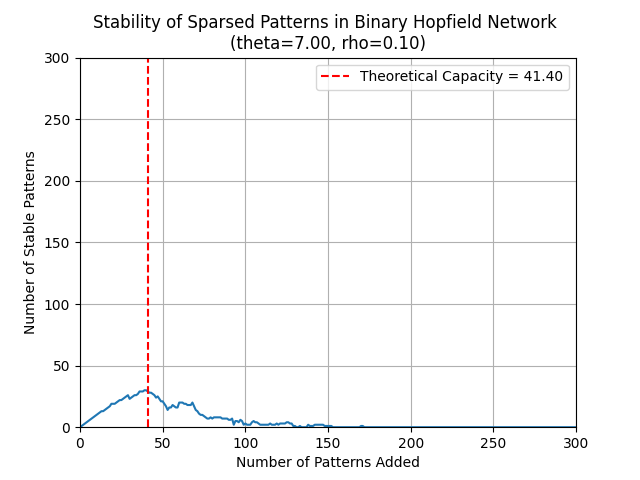 Stability of Sparsed Patterns in Binary Hopfield Network
(theta=7.00, rho=0.10)
300
250
200
150
100
50
0
Number of Stable Patterns
Theoretical Capacity = 41.40
0 50 100 150 200 250 300
Number of Patterns Added